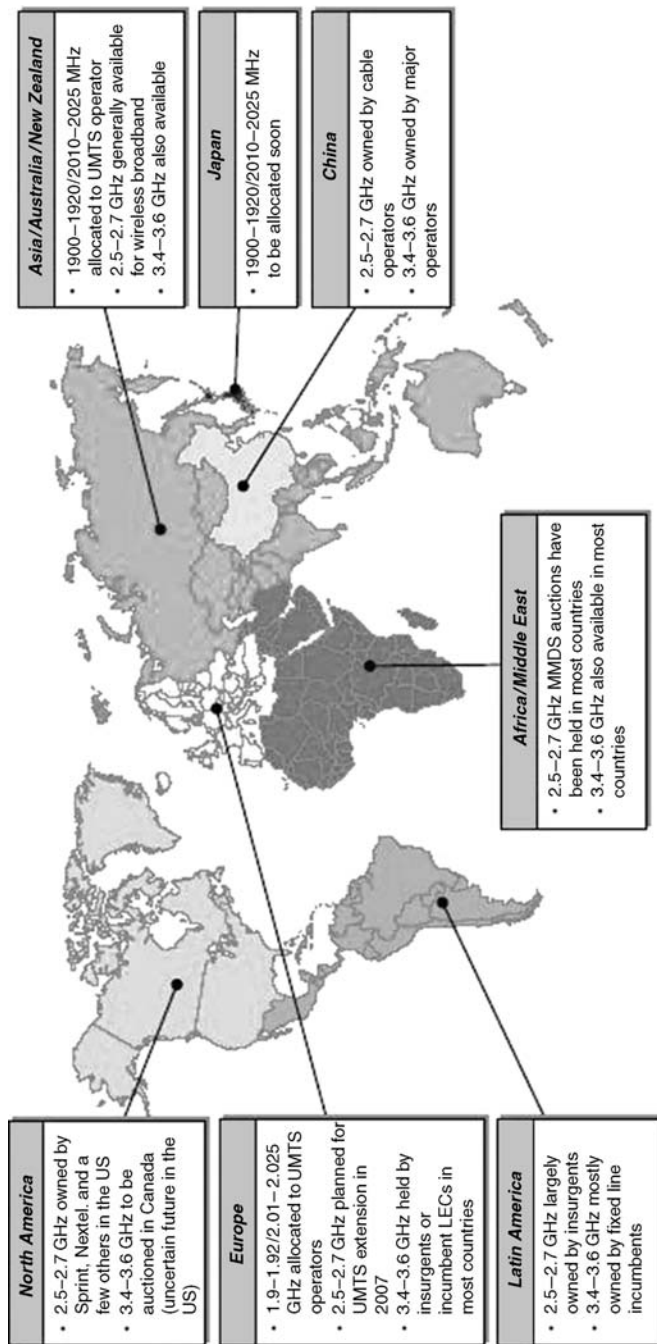 North America
• 2.5–2.7 GHz owned by
Sprint, Nextel, and a
few others in the US
• 3.4–3.6 GHz to be
auctioned in Canada
(uncertain future in the
US)
Europe
• 1.9–1.92/2.01–2.025
GHz allocated to UMTS
operators
• 2.5–2.7 GHz planned for
UMTS extension in
2007
• 3.4–3.6 GHz held by
insurgents or
incumbent LECs in
most countries
Latin America
• 2.5–2.7 GHz largely
owned by insurgents
• 3.4–3.6 GHz mostly
owned by fixed line
incumbents
Africa/Middle East
• 2.5–2.7 GHz MMDS auctions have
been held in most countries
• 3.4–3.6 GHz also available in most
countries
Asia/Australia/New Zealand
• 1900–1920/2010–2025 MHz
allocated to UMTS operator
• 2.5–2.7 GHz generally available
for wireless broadband
• 3.4–3.6 GHz also available
Japan
• 1900–1920/2010–2025 MHz
to be allocated soon
China
• 2.5–2.7 GHz owned by cable
operators
• 3.4–3.6 GHz owned by major
operators